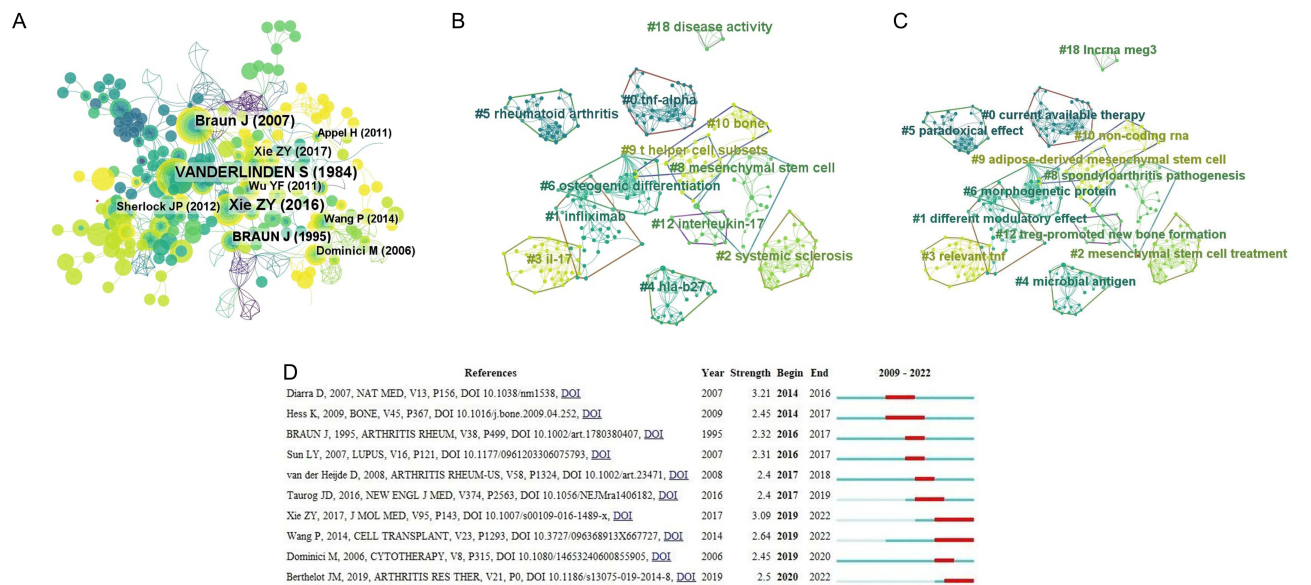 A
Braun J (2007)
Appel H (2011)
Xie ZY (2017)
VANDERLINDEN S (1984)
Wu YF (2011)
Sherlock JP (2012)
Xie ZY (2016)
Wang P (2014)
BRAUN J (1995)
Dominici M (2006)
B
#18 disease activity
#0 tnf-alpha
#5 rheumatoid arthritis
#10 bone
#9 t helper cell subsets
#8 mesenchymal stem cell
#6 osteogenic differentiation
#1 infliximab
#12 interleukin-17
#3 il-17
#2 systemic sclerosis
#4 hla-b27
C
#18 lncrna meg3
#0 current available therapy
#5 paradoxical effect
#10 non-coding rna
#9 adipose-derived mesenchymal stem cell
#8 spondyloarthritis pathogenesis
#6 morphogenetic protein
#1 different modulatory effect
#12 treg-promoted new bone formation
#3 relevant tnf
#2 mesenchymal stem cell treatment
#4 microbial antigen
D
References Year Strength Begin End 2009 - 2022
Diarra D, 2007, NAT MED, V13, P156, DOI 10.1038/nm1538, DOI 2007 3.21 2014 2016
Hess K, 2009, BONE, V45, P367, DOI 10.1016/j.bone.2009.04.252, DOI 2009 2.45 2014 2017
BRAUN J, 1995, ARTHRITIS RHEUM, V38, P499, DOI 10.1002/art.1780380407, DOI 1995 2.32 2016 2017
Sun LY, 2007, LUPUS, V16, P121, DOI 10.1177/0961203306075793, DOI 2007 2.31 2016 2017
van der Heijde D, 2008, ARTHRITIS RHEUM-US, V58, P1324, DOI 10.1002/art.23471, DOI 2008 2.4 2017 2018
Taurog JD, 2016, NEW ENGL J MED, V374, P2563, DOI 10.1056/NEJMra1406182, DOI 2016 2.4 2017 2019
Xie ZY, 2017, J MOL MED, V95, P143, DOI 10.1007/s00109-016-1489-x, DOI 2017 3.09 2019 2022
Wang P, 2014, CELL TRANSPLANT, V23, P1293, DOI 10.3727/096368913X667727, DOI 2014 2.64 2019 2022
Dominici M, 2006, CYTOTHERAPY, V8, P315, DOI 10.1080/14653240600855905, DOI 2006 2.45 2019 2020
Berthelot JM, 2019, ARTHRITIS RES THER, V21, P0, DOI 10.1186/s13075-019-2014-8, DOI 2019 2.5 2020 2022